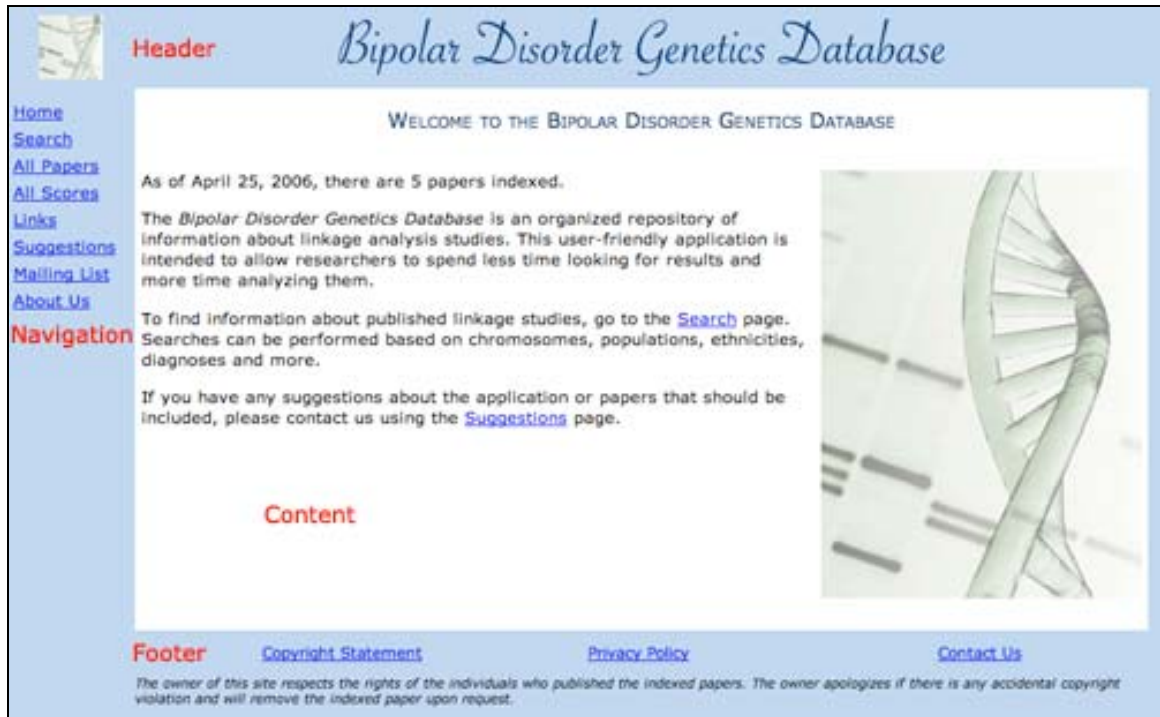 Header
Bipolar Disorder Genetics Database
Home
Search
All Papers
All Scores
Links
Suggestions
Mailing List
About Us
Navigation
WELCOME TO THE BIPOLAR DISORDER GENETICS DATABASE
As of April 25, 2006, there are 5 papers indexed.
The Bipolar Disorder Genetics Database is an organized repository of
information about linkage analysis studies. This user-friendly application is
intended to allow researchers to spend less time looking for results and
more time analyzing them.
To find information about published linkage studies, go to the Search page.
Searches can be performed based on chromosomes, populations, ethnicities,
diagnoses and more.
If you have any suggestions about the application or papers that should be
included, please contact us using the Suggestions page.
Content
Footer
Copyright Statement
Privacy Policy
Contact Us
The owner of this site respects the rights of the individuals who published the indexed papers. The owner apologizes if there is any accidental copyright
violation and will remove the indexed paper upon request.